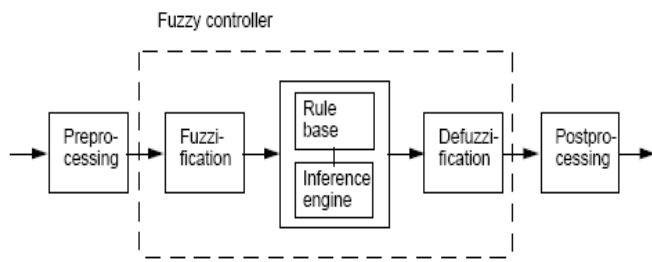 Fuzzy controller
Prepro-
cessing
Fuzzi-
fication
Rule
base
Inference
engine
Defuzzi-
fication
Postpro-
cessing